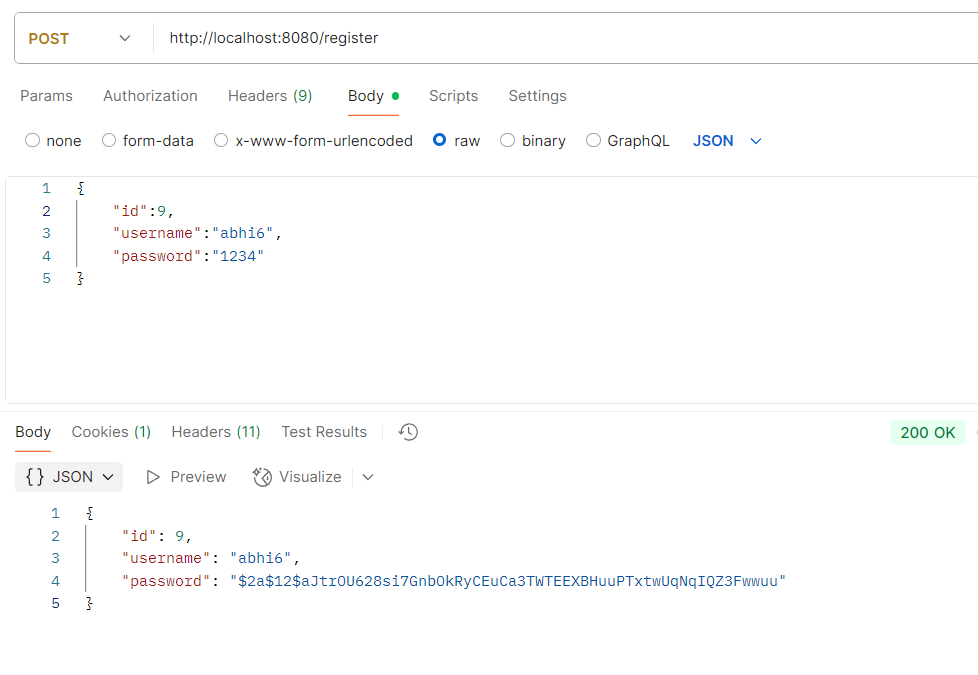 POST http://localhost:8080/register
Params Authorization Headers (9) Body Scripts Settings
none form-data x-www-form-urlencoded raw binary GraphQL JSON
1 {
2 "id":9,
3 "username":"abhi6",
4 "password":"1234"
5 }
Body Cookies (1) Headers (11) Test Results 200 OK
{} JSON Preview Visualize
1 {
2 "id": 9,
3 "username": "abhi6",
4 "password": "$2a$12$aJtrOU628si7GnbOkRyCEuCa3TWTEEXBHuuPTxtwUqNqIQZ3Fwwuu"
5 }